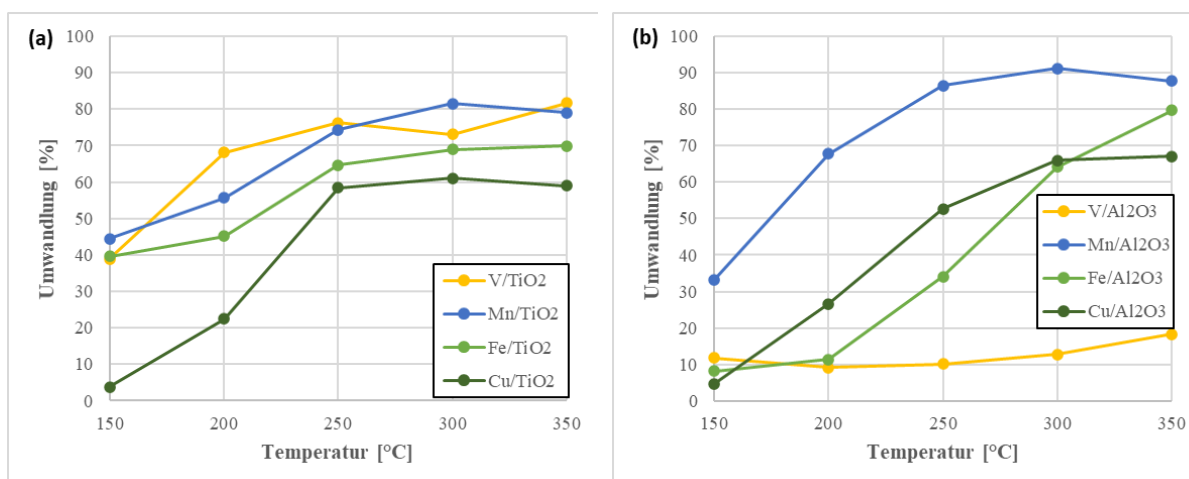 (a)
Umwandlung [%]
100
90
80
70
60
50
40
30
20
10
0
150 200 250 300 350
Temperatur [°C]
V/TiO2
Mn/TiO2
Fe/TiO2
Cu/TiO2
(b)
Umwandlung [%]
100
90
80
70
60
50
40
30
20
10
0
150 200 250 300 350
Temperatur [°C]
V/Al2O3
Mn/Al2O3
Fe/Al2O3
Cu/Al2O3